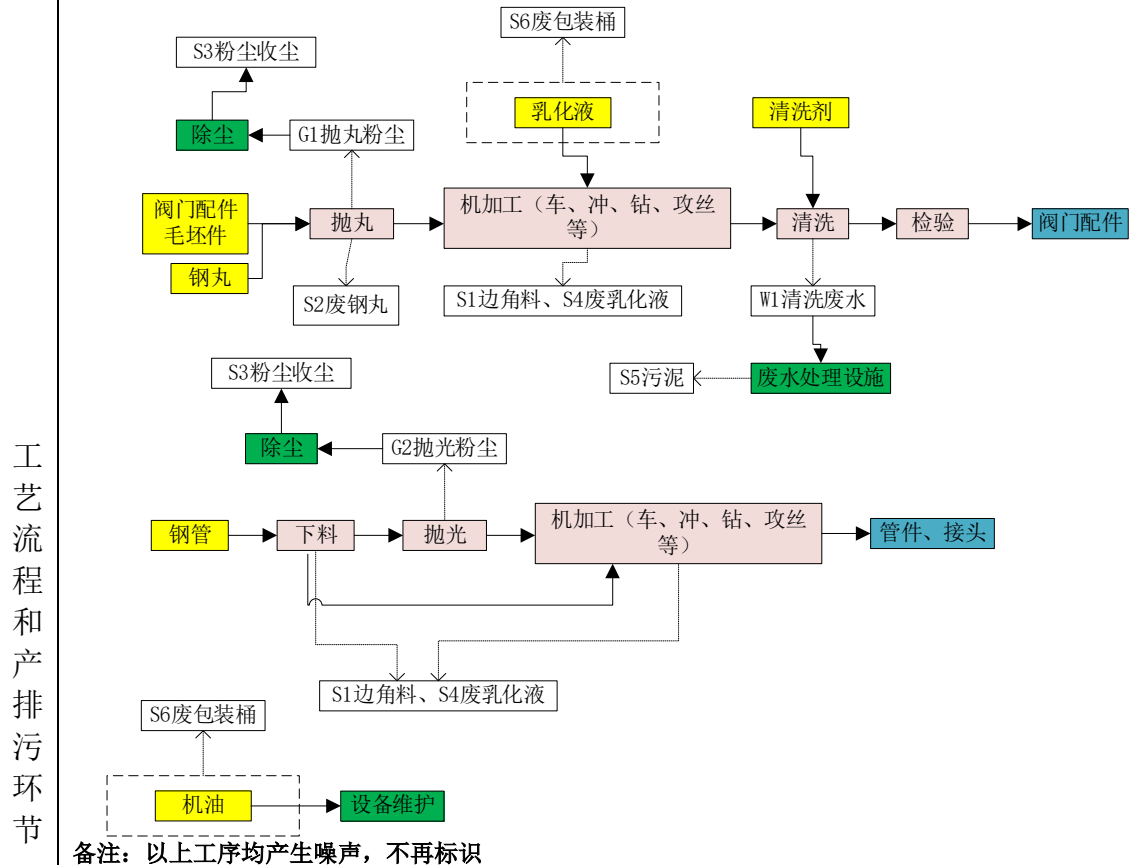 S6废包装桶
S3粉尘收尘
乳化液
清洗剂
除尘
G1抛丸粉尘
阀门配件
毛坯件
抛丸
机加工（车、冲、钻、攻丝
等）
清洗
检验
阀门配件
钢丸
S2废钢丸
S1边角料、S4废乳化液
W1清洗废水
S3粉尘收尘
S5污泥
废水处理设施
除尘
G2抛光粉尘
钢管
下料
抛光
机加工（车、冲、钻、攻丝
等）
管件、接头
S1边角料、S4废乳化液
S6废包装桶
机油
设备维护
备注：以上工序均产生噪声，不再标识
工
艺
流
程
和
产
排
污
环
节